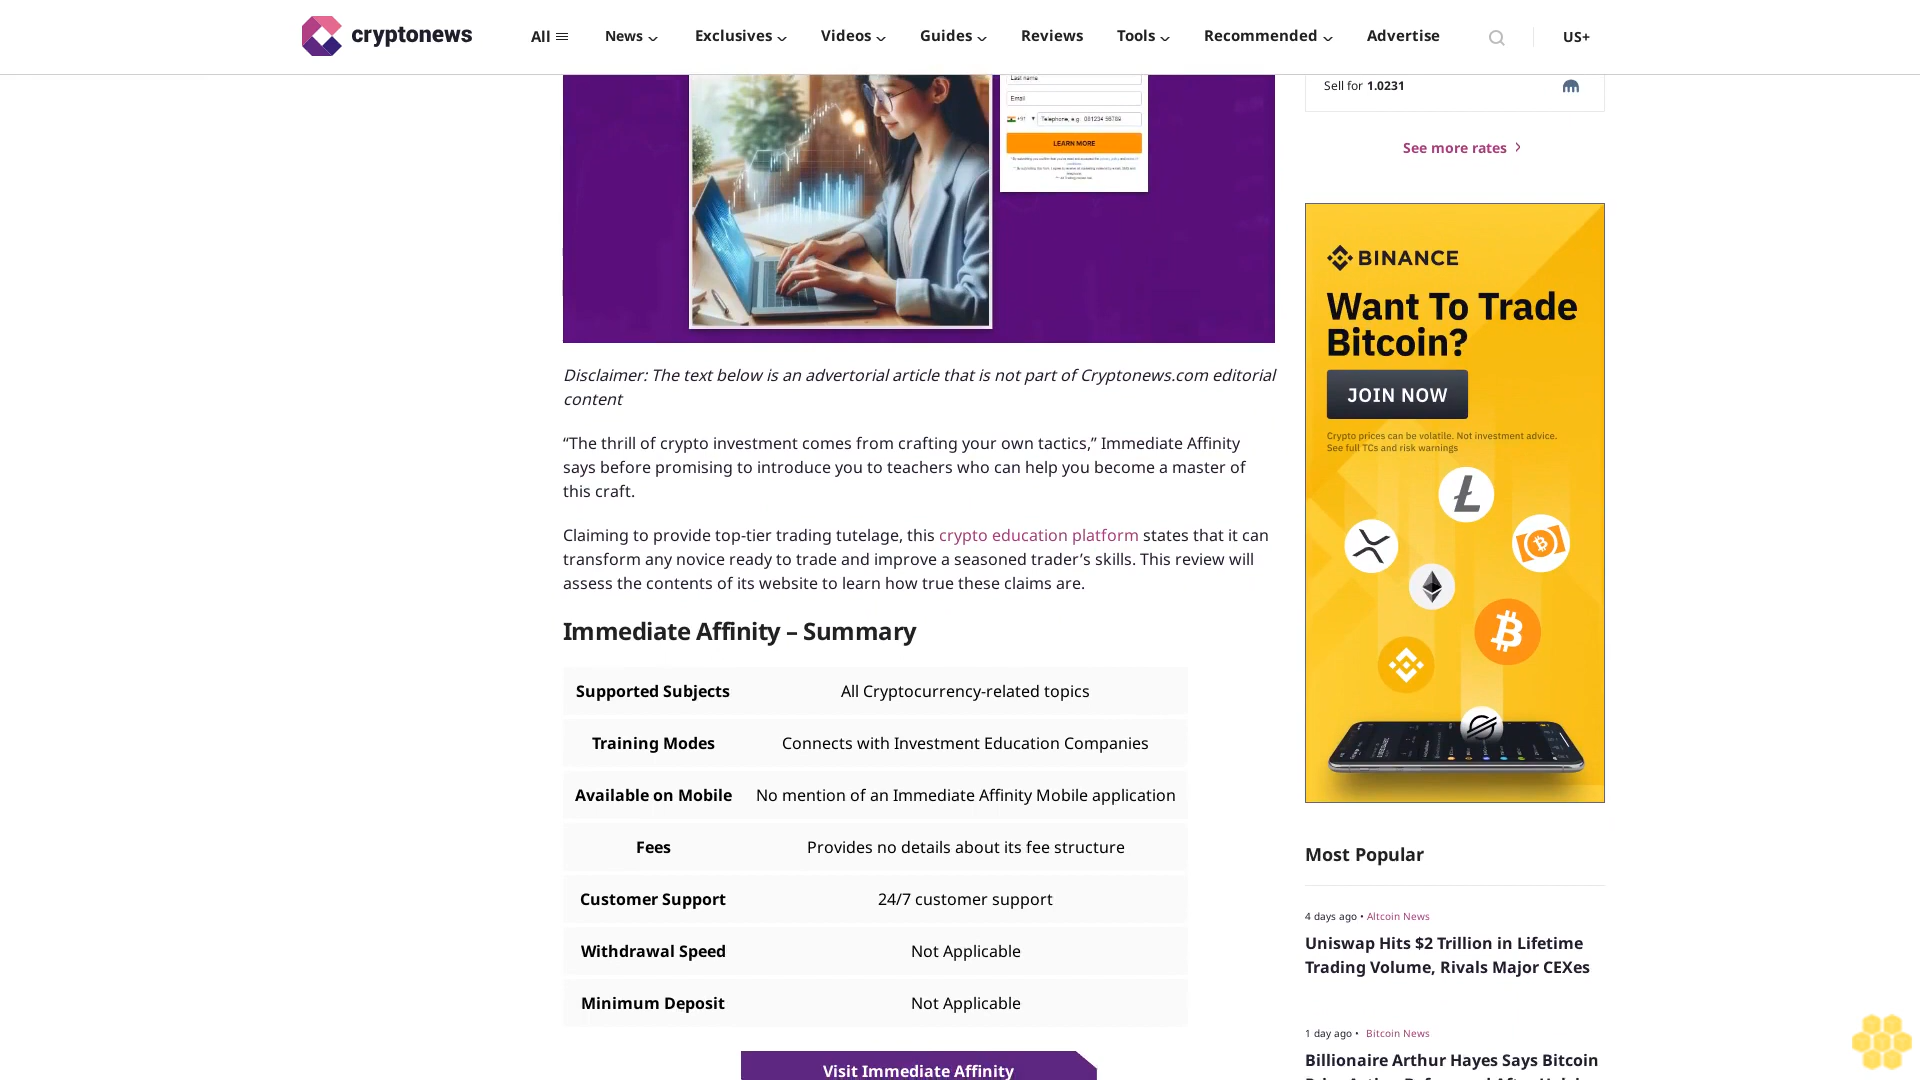 cryptonews
All
News
Exclusives
Videos
Guides
Reviews
Tools
Recommended
Advertise
US+
Last name
Email
+91
Telephone, e.g. 081234 56789
LEARN MORE
Sell for 1.0231
See more rates
BINANCE
Want To Trade
Bitcoin?
JOIN NOW
Crypto prices can be volatile. Not investment advice.
See full TCs and risk warnings
Disclaimer: The text below is an advertorial article that is not part of Cryptonews.com editorial
content
“The thrill of crypto investment comes from crafting your own tactics,” Immediate Affinity
says before promising to introduce you to teachers who can help you become a master of
this craft.
Claiming to provide top-tier trading tutelage, this crypto education platform states that it can
transform any novice ready to trade and improve a seasoned trader’s skills. This review will
assess the contents of its website to learn how true these claims are.
Immediate Affinity – Summary
Supported Subjects All Cryptocurrency-related topics
Training Modes Connects with Investment Education Companies
Available on Mobile No mention of an Immediate Affinity Mobile application
Fees Provides no details about its fee structure
Customer Support 24/7 customer support
Withdrawal Speed Not Applicable
Minimum Deposit Not Applicable
Visit Immediate Affinity
Most Popular
4 days ago • Altcoin News
Uniswap Hits $2 Trillion in Lifetime
Trading Volume, Rivals Major CEXes
1 day ago • Bitcoin News
Billionaire Arthur Hayes Says Bitcoin